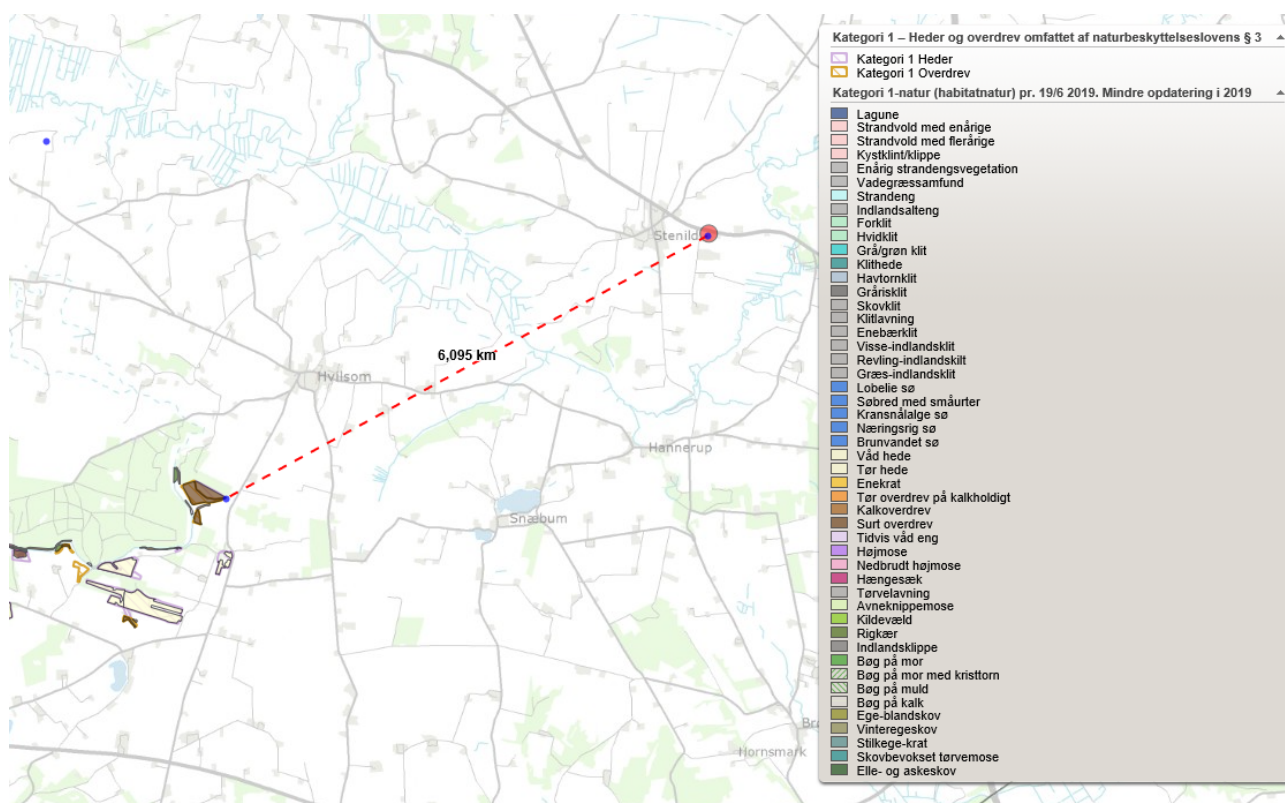 Kategori 1 – Heder og overdrev omfattet af naturbeskyttelseslovens § 3
Kategori 1 Heder
Kategori 1 Overdrev
Kategori 1-natur (habitatnatur) pr. 19/6 2019. Mindre opdatering i 2019
Lagune
Strandvold med enårige
Strandvold med flerårige
Kystklint/klippe
Enårig strandengsvegetation
Vadegræssamfund
Strandeng
Indlandsalteng
Forklit
Hvidklit
Grå/grøn klit
Klithede
Havtornklit
Grårisklit
Skovklit
Klitlavning
Enebærklit
Visse-indlandsklit
Revling-indlandskilt
Græs-indlandsklit
Lobelie sø
Søbred med småurter
Kransnålalge sø
Næringsrig sø
Brunvandet sø
Våd hede
Tør hede
Enekrat
Tør overdrev på kalkholdigt
Kalkoverdrev
Surt overdrev
Tidvis våd eng
Højmose
Nedbrudt højmose
Hængesæk
Tørvelavning
Avneknippemose
Kildevæld
Rigkær
Indlandsklippe
Bøg på mor
Bøg på mor med kristtorn
Bøg på muld
Bøg på kalk
Ege-blandskov
Vinteregeskov
Stilkege-krat
Skovbevokset tørvemose
Elle- og askeskov
Stenild
6,095 km
Hvilsom
Hannerup
Snæbum
Hornsmark